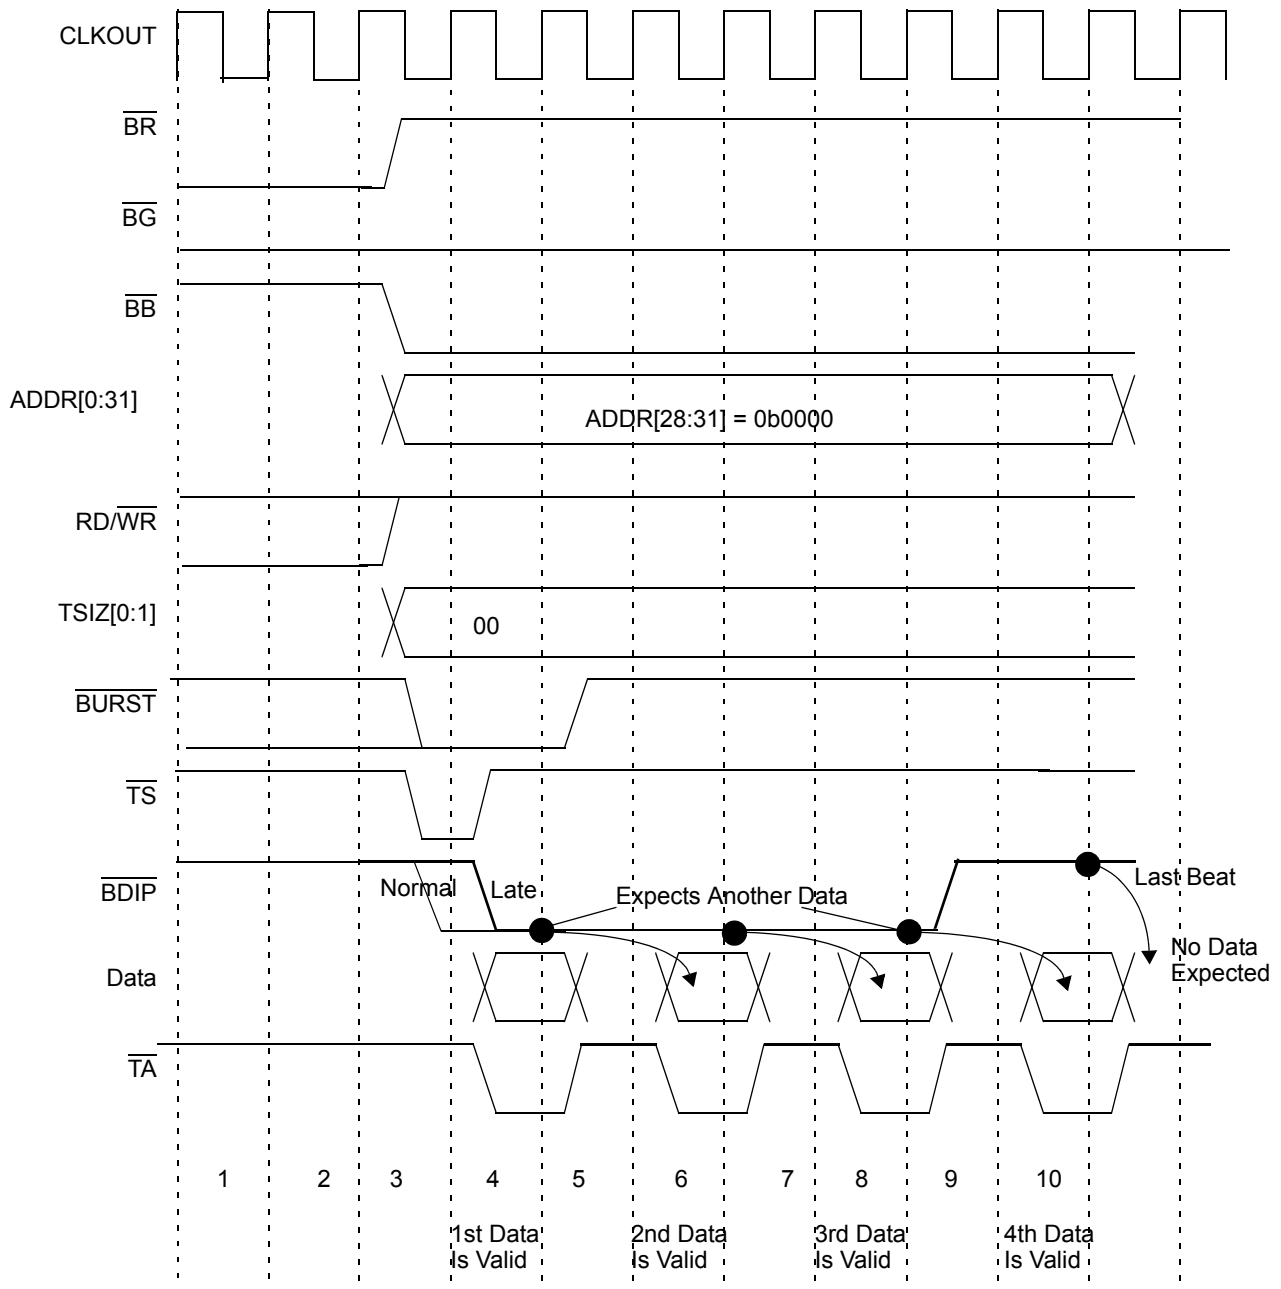 CLKOUT
BR
BG
BB
ADDR[0:31]
ADDR[28:31] = 0b0000
RD/WR
TSIZ[0:1]
00
BURST
TS
BDIP
Normal
Late
Expects Another Data
Last Beat
Data
No Data
Expected
TA
1 2 3 4 5 6 7 8 9 10
1st Data
Is Valid
2nd Data
Is Valid
3rd Data
Is Valid
4th Data
Is Valid